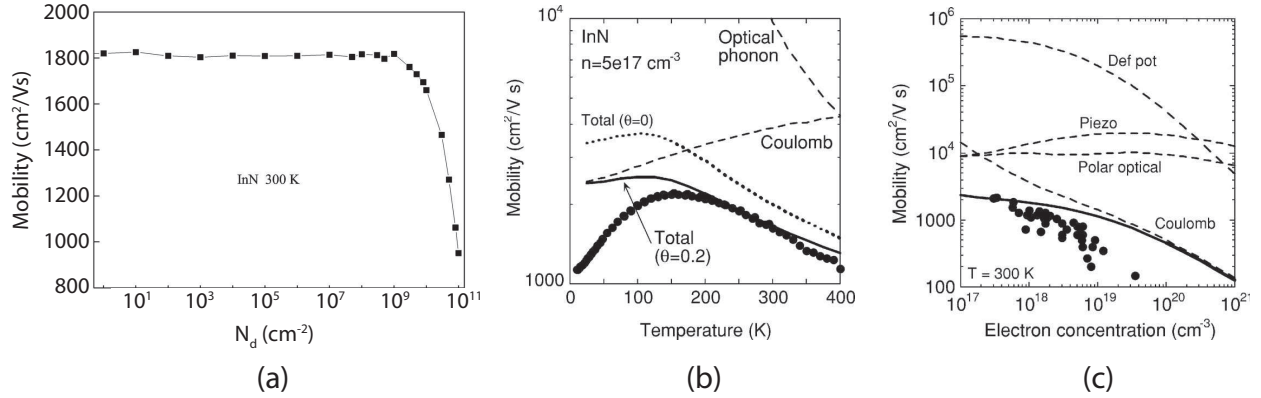 2000
1800
1600
1400
1200
1000
800
Mobility (cm²/Vs)
InN 300 K
10¹ 10³ 10⁵ 10⁷ 10⁹ 10¹¹
N_d (cm⁻²)
(a)
10⁴
1000
Mobility (cm²/V s)
InN
n=5e17 cm⁻³
Optical
phonon
Total (θ=0)
Coulomb
Total
(θ=0.2)
0 100 200 300 400
Temperature (K)
(b)
10⁶
10⁵
10⁴
1000
100
Mobility (cm²/V s)
Def pot
Piezo
Polar optical
Coulomb
T = 300 K
10¹⁷ 10¹⁸ 10¹⁹ 10²⁰ 10²¹
Electron concentration (cm⁻³)
(c)